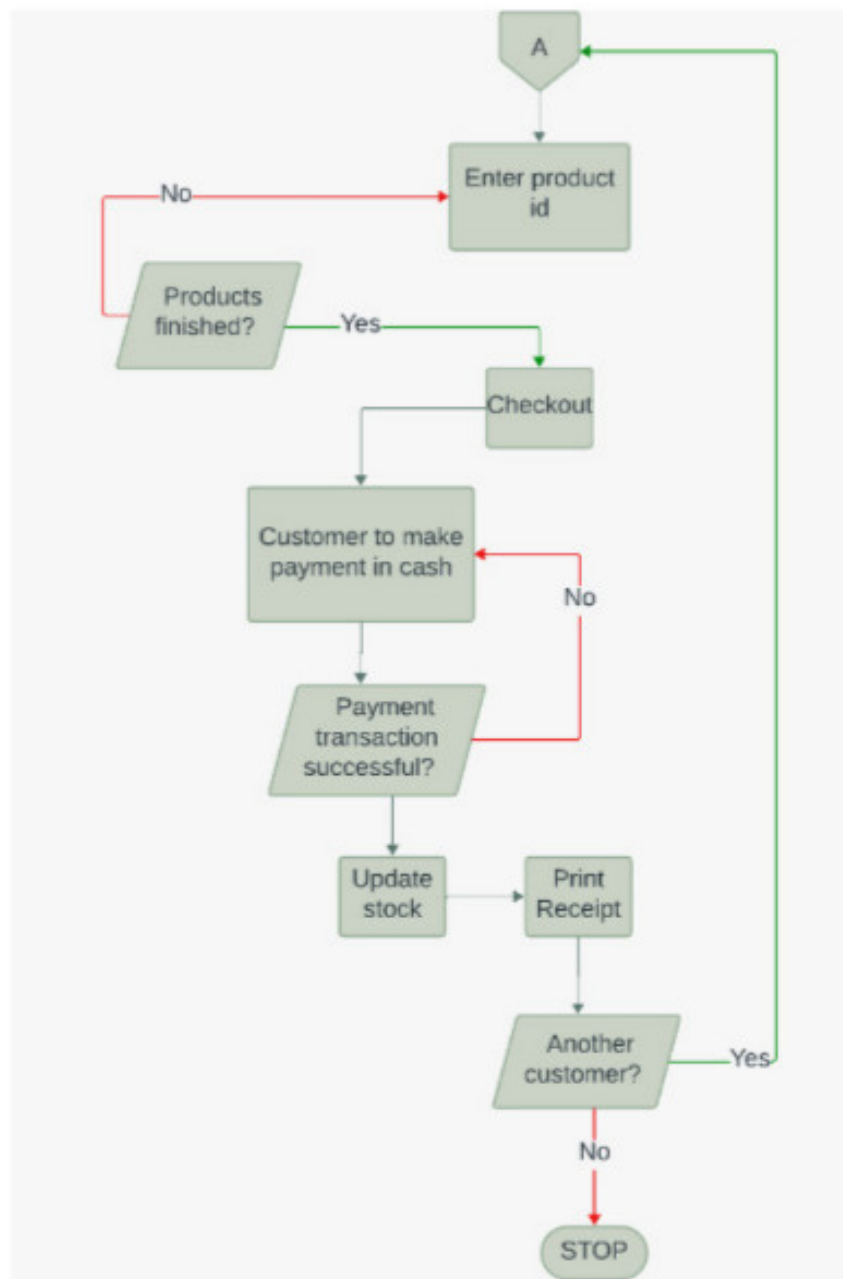 A
Enter product
id
No
Products
finished?
Yes
Checkout
Customer to make
payment in cash
No
Payment
transaction
successful?
Update
stock
Print
Receipt
Another
customer?
Yes
No
STOP